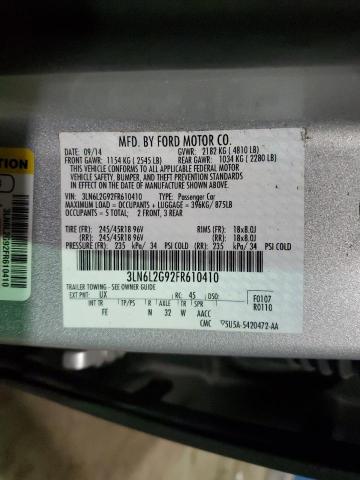 MFD. BY FORD MOTOR CO.
DATE: 09/14 GVWR: 2182 KG ( 4810 LB)
FRONT GAWR: 1154 KG ( 2545 LB) REAR GAWR: 1034 KG ( 2280 LB)
THIS VEHICLE CONFORMS TO ALL APPLICABLE FEDERAL MOTOR
VEHICLE SAFETY, BUMPER, AND THEFT PREVENTION STANDARDS
IN EFFECT ON THE DATE OF MANUFACTURE SHOWN ABOVE.
VIN: 3LN6L2G92FR610410 TYPE: Passenger Car
MAXIMUM LOAD = OCCUPANTS + LUGGAGE = 396KG/ 875LB
OCCUPANTS = 5 TOTAL: 2 FRONT, 3 REAR
TIRE (FR): 245/45R18 96V RIMS (FR): 18x8.0J
(RR): 245/45R18 96V (RR): 18x8.0J
PRESSURE (FR): 235 kPa/ 34 PSI COLD (RR): 235 kPa/ 34 PSI COLD
3LN6L2G92FR610410
TRAILER TOWING - SEE OWNER GUIDE
EXT PNT: UX RC: 45 DSO: F0107
INT TR TP/PS R AXLE TR SPR R0110
FE N 32 W AACC
CMC 5U5A-5420472-AA
3LN6L2G92FR610410